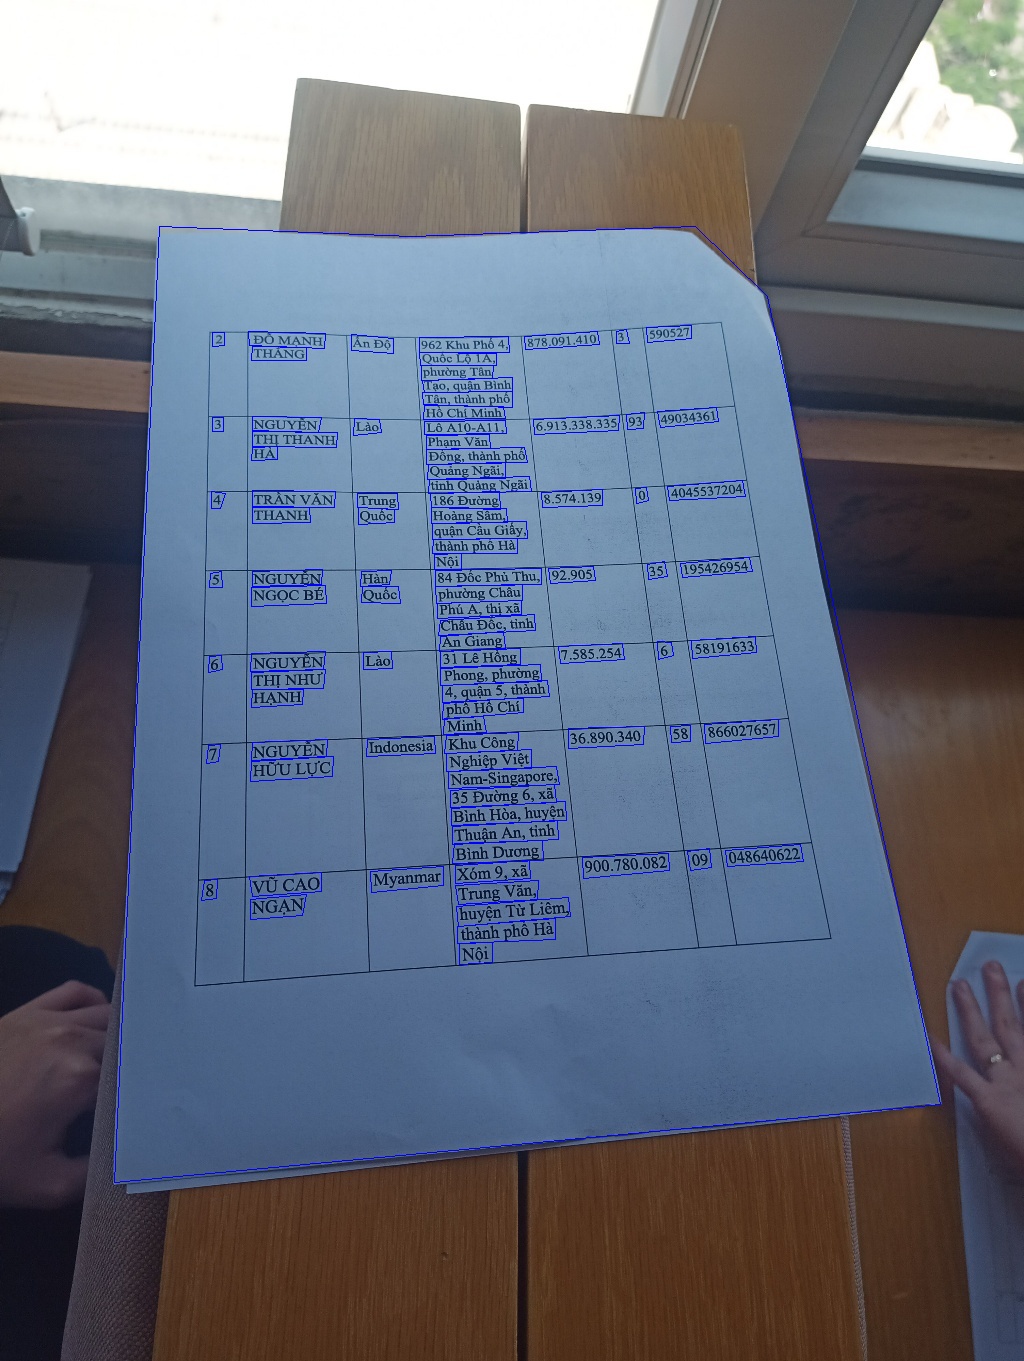 2 ĐỖ MẠNH THẮNG Ấn Độ 962 Khu Phố 4, 878.091.410 3 590527
Quốc Lộ 1A,
phường Tân
Tạo, quận Bình
Tân, thành phố
Hồ Chí Minh
3 NGUYỄN THỊ THANH HÀ Lào Lô A10-A11, 6.913.338.335 93 49034361
Phạm Văn
Đồng, thành phố
Quảng Ngãi,
tỉnh Quảng Ngãi
4 TRẦN VĂN THANH Trung Quốc 186 Đường 8.574.139 0 4045537204
Hoàng Sâm,
quận Cầu Giấy,
thành phố Hà
Nội
5 NGUYỄN NGỌC BÉ Hàn Quốc 84 Đốc Phủ Thu, 92.905 35 195426954
phường Châu
Phú A, thị xã
Châu Đốc, tỉnh
An Giang
6 NGUYỄN THỊ NHƯ HẠNH Lào 31 Lê Hồng 7.585.254 6 58191633
Phong, phường
4, quận 5, thành
phố Hồ Chí
Minh
7 NGUYỄN HỮU LỰC Indonesia Khu Công 36.890.340 58 866027657
Nghiệp Việt
Nam-Singapore,
35 Đường 6, xã
Bình Hòa, huyện
Thuận An, tỉnh
Bình Dương
8 VŨ CAO NGẠN Myanmar Xóm 9, xã 900.780.082 09 048640622
Trung Văn,
huyện Từ Liêm,
thành phố Hà
Nội